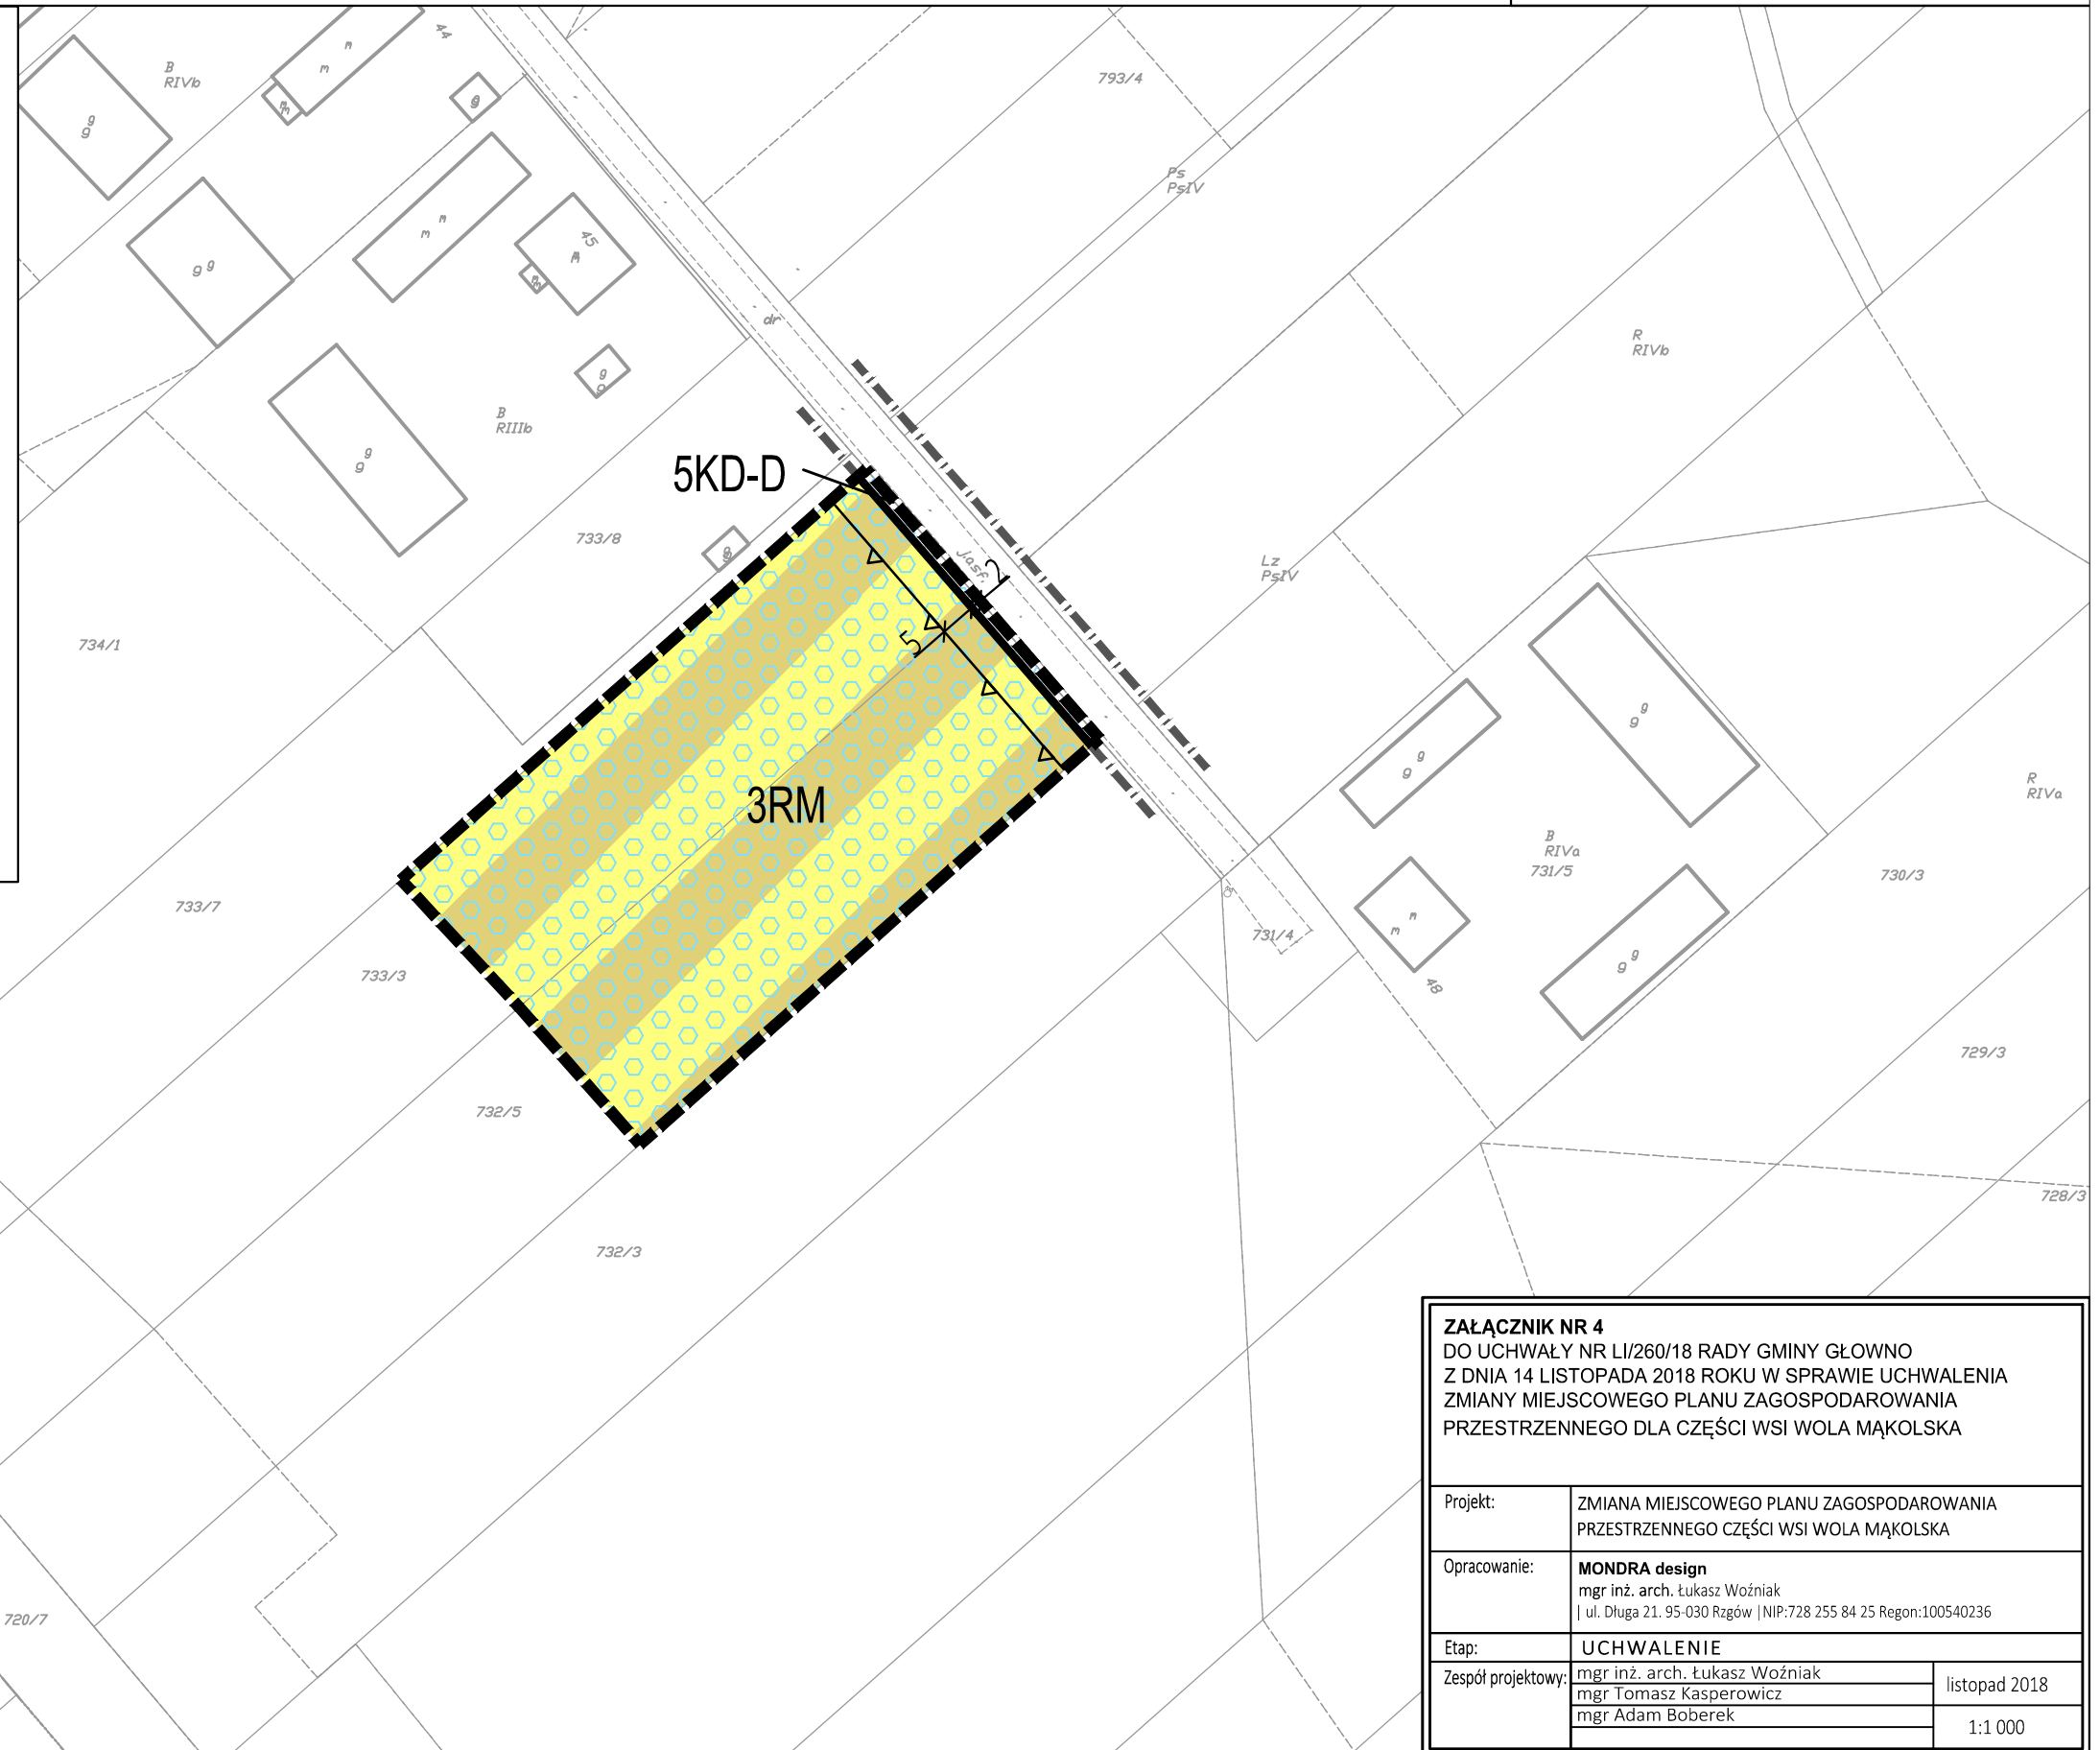 B
RIVb
m
m
44
m
m
g
g
g
793/4
Ps
PsIV
m
m
45
m
m
g
g
dr
R
RIVb
g
g
B
RIIIb
g
g
5KD-D
733/8
g
j.asf.
2
5
Lz
PsIV
734/1
g
g
g
g
3RM
R
RIVa
B
RIVa
731/5
730/3
733/7
m
m
731/4
733/3
g
g
48
729/3
732/5
728/3
732/3
720/7
ZAŁĄCZNIK NR 4
DO UCHWAŁY NR LI/260/18 RADY GMINY GŁOWNO
Z DNIA 14 LISTOPADA 2018 ROKU W SPRAWIE UCHWALENIA
ZMIANY MIEJSCOWEGO PLANU ZAGOSPODAROWANIA
PRZESTRZENNEGO DLA CZĘŚCI WSI WOLA MĄKOLSKA
Projekt:
ZMIANA MIEJSCOWEGO PLANU ZAGOSPODAROWANIA
PRZESTRZENNEGO CZĘŚCI WSI WOLA MĄKOLSKA
Opracowanie:
MONDRA design
mgr inż. arch. Łukasz Woźniak
| ul. Długa 21. 95-030 Rzgów |NIP:728 255 84 25 Regon:100540236
Etap:
UCHWALENIE
Zespół projektowy:
mgr inż. arch. Łukasz Woźniak
mgr Tomasz Kasperowicz
mgr Adam Boberek
listopad 2018
1:1 000